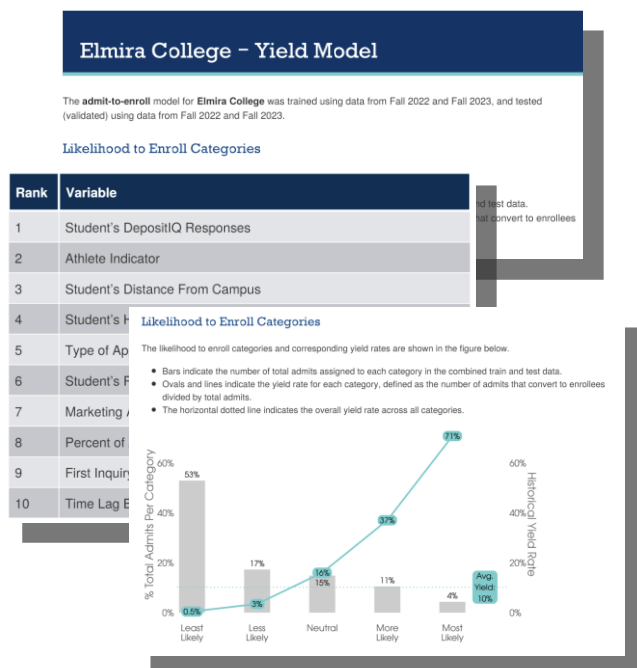 Elmira College – Yield Model
The admit-to-enroll model for Elmira College was trained using data from Fall 2022 and Fall 2023, and tested
(validated) using data from Fall 2022 and Fall 2023.
Likelihood to Enroll Categories
test data.
that convert to enrollees
Rank Variable
1 Student's DepositIQ Responses
2 Athlete Indicator
3 Student's Distance From Campus
4 Student's
5 Type of
6 Student's
7 Marketing
8 Percent of
9 First Inquiry
10 Time Lag
Likelihood to Enroll Categories
The likelihood to enroll categories and corresponding yield rates are shown in the figure below.
• Bars indicate the number of total admits assigned to each category in the combined train and test data.
• Ovals and lines indicate the yield rate for each category, defined as the number of admits that convert to enrollees
divided by total admits.
• The horizontal dotted line indicates the overall yield rate across all categories.
% Total Admits Per Category
60%
40%
20%
0%
53%
17%
15%
11%
4%
0.5%
3%
16%
37%
71%
Avg.
Yield:
10%
60%
40%
20%
0%
Historical Yield Rate
Least
Likely
Less
Likely
Neutral
More
Likely
Most
Likely